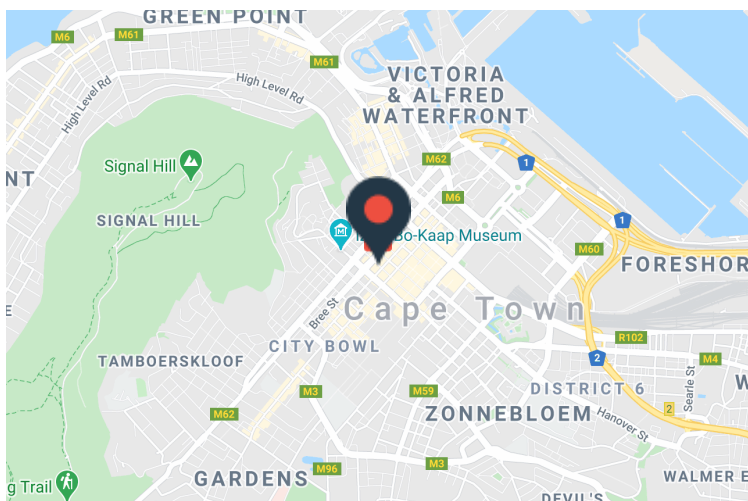 GREEN POINT
M6
M61
M61
High Level Rd
High Level Rd
VICTORIA
& ALFRED
WATERFRONT
Signal Hill
M62
1
NT
M6
SIGNAL HILL
1
Bo-Kaap Museum
M60
FORESHOR
E
Bree St
Cape Town
R102
CITY BOWL
TAMBOERSKLOOF
2
M4
M3
M59
DISTRICT 6
Searle St
W
M62
ZONNEBLOEM
2
Hanover St
M3
M96
GARDENS
WALMER E
g Trail
DEVIL'S